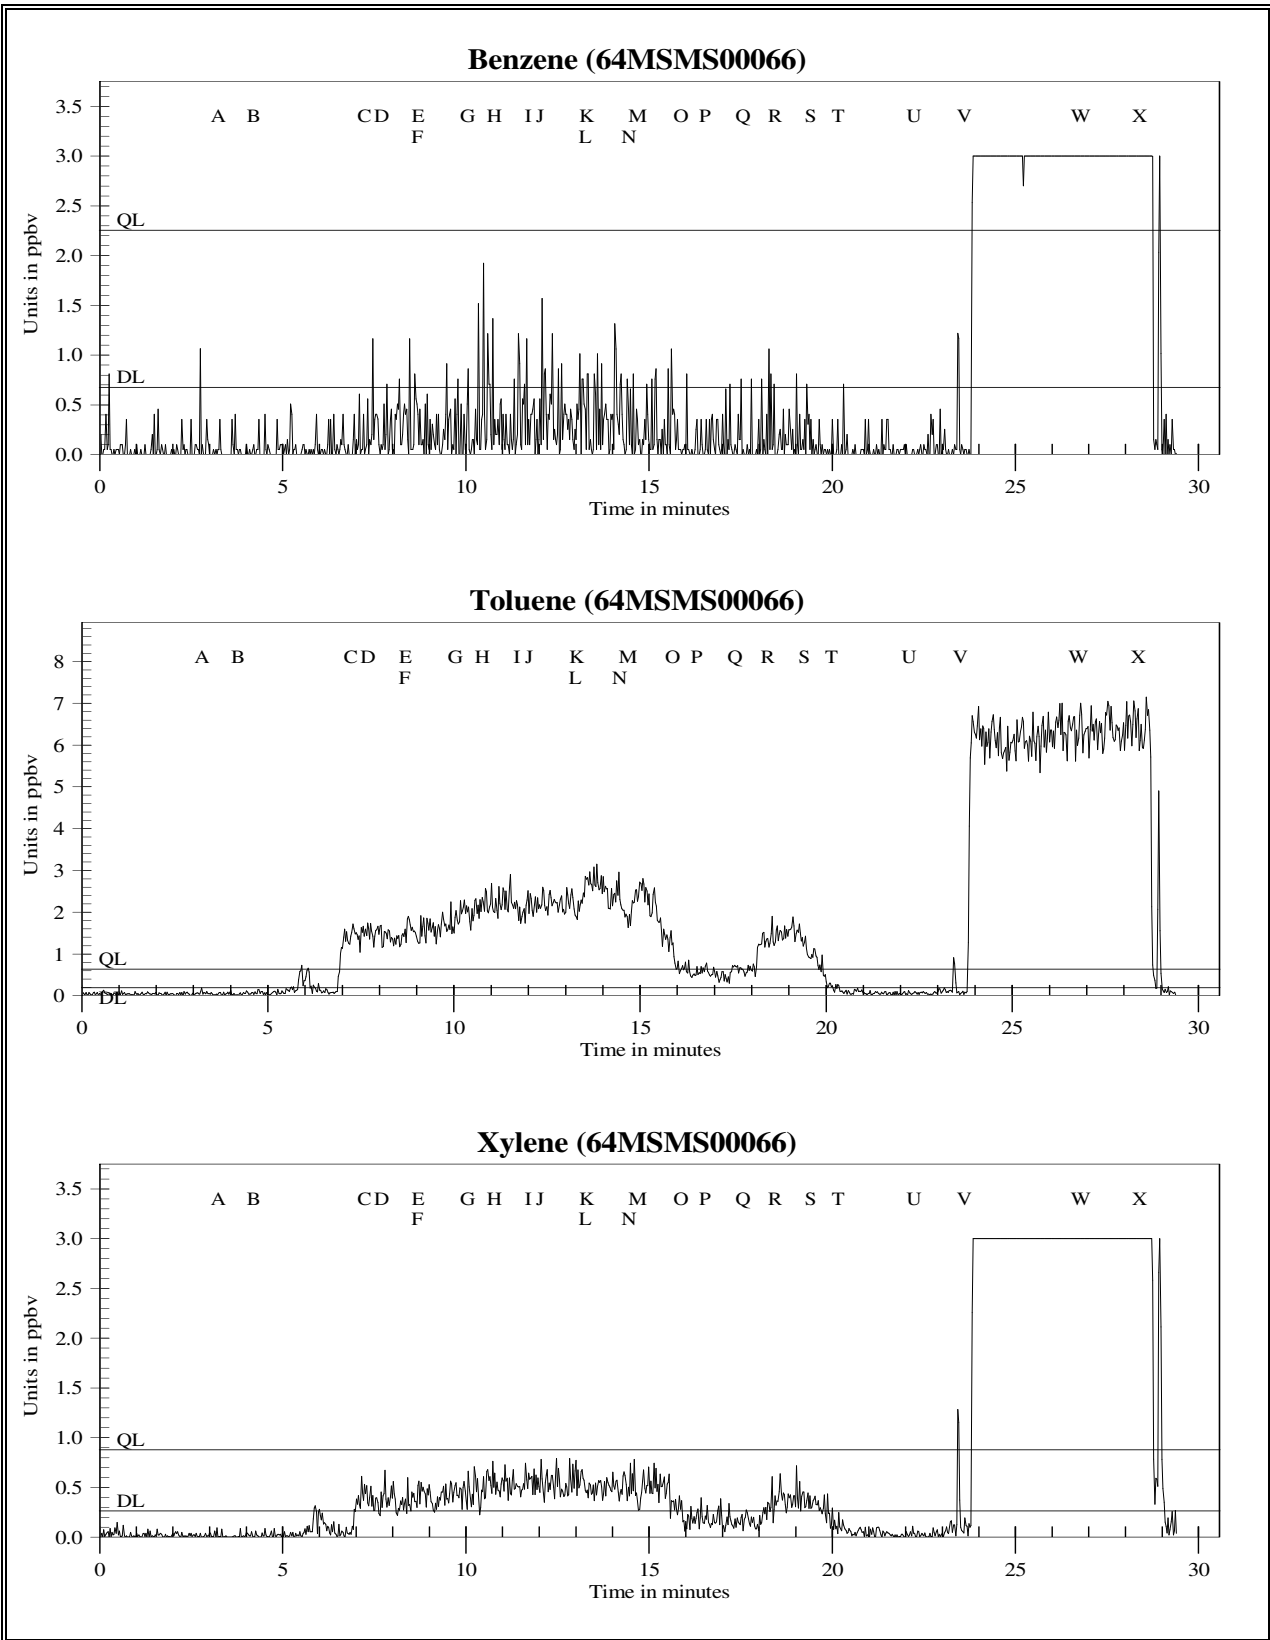 Benzene (64MSMS00066)
Units in ppbv
3.5
3.0
2.5
2.0
1.5
1.0
0.5
0.0
A B CD E G H I J K M O P Q R S T U V W X
F L N
QL
DL
0 5 10 15 20 25 30
Time in minutes
Toluene (64MSMS00066)
Units in ppbv
8
7
6
5
4
3
2
1
0
A B CD E G H I J K M O P Q R S T U V W X
F L N
QL
DL
0 5 10 15 20 25 30
Time in minutes
Xylene (64MSMS00066)
Units in ppbv
3.5
3.0
2.5
2.0
1.5
1.0
0.5
0.0
A B CD E G H I J K M O P Q R S T U V W X
F L N
QL
DL
0 5 10 15 20 25 30
Time in minutes